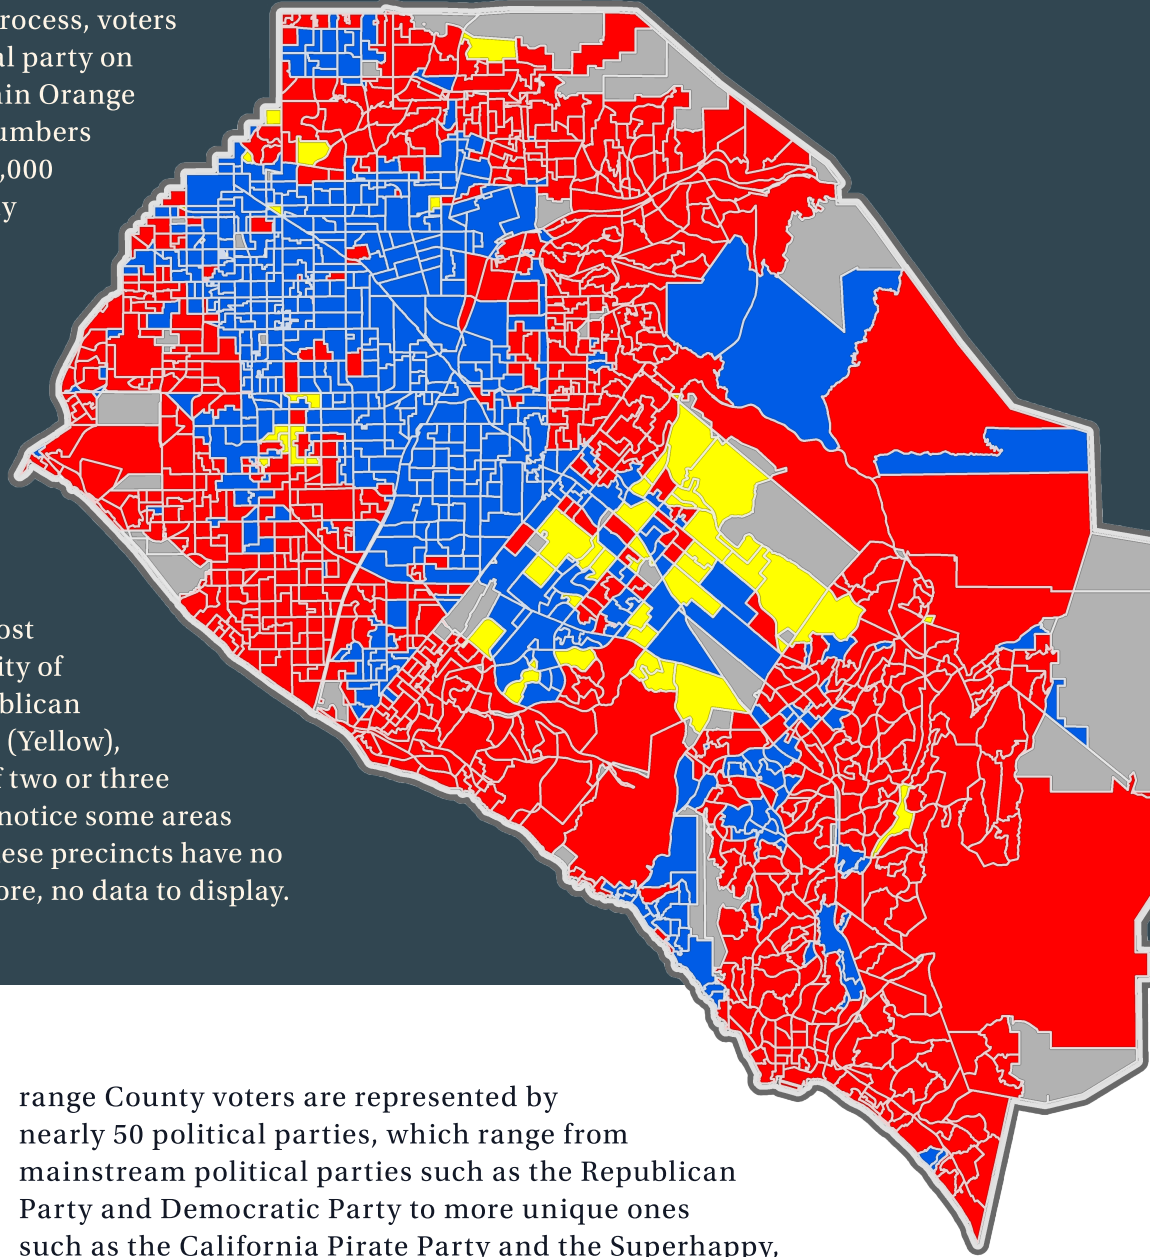 rocess, voters
al party on
in Orange
umbers
,000
y
ost
ity of
blican
(Yellow),
f two or three
notice some areas
ese precincts have no
ore, no data to display.
range County voters are represented by
nearly 50 political parties, which range from
mainstream political parties such as the Republican
Party and Democratic Party to more unique ones
such as the California Pirate Party and the Superhappy,